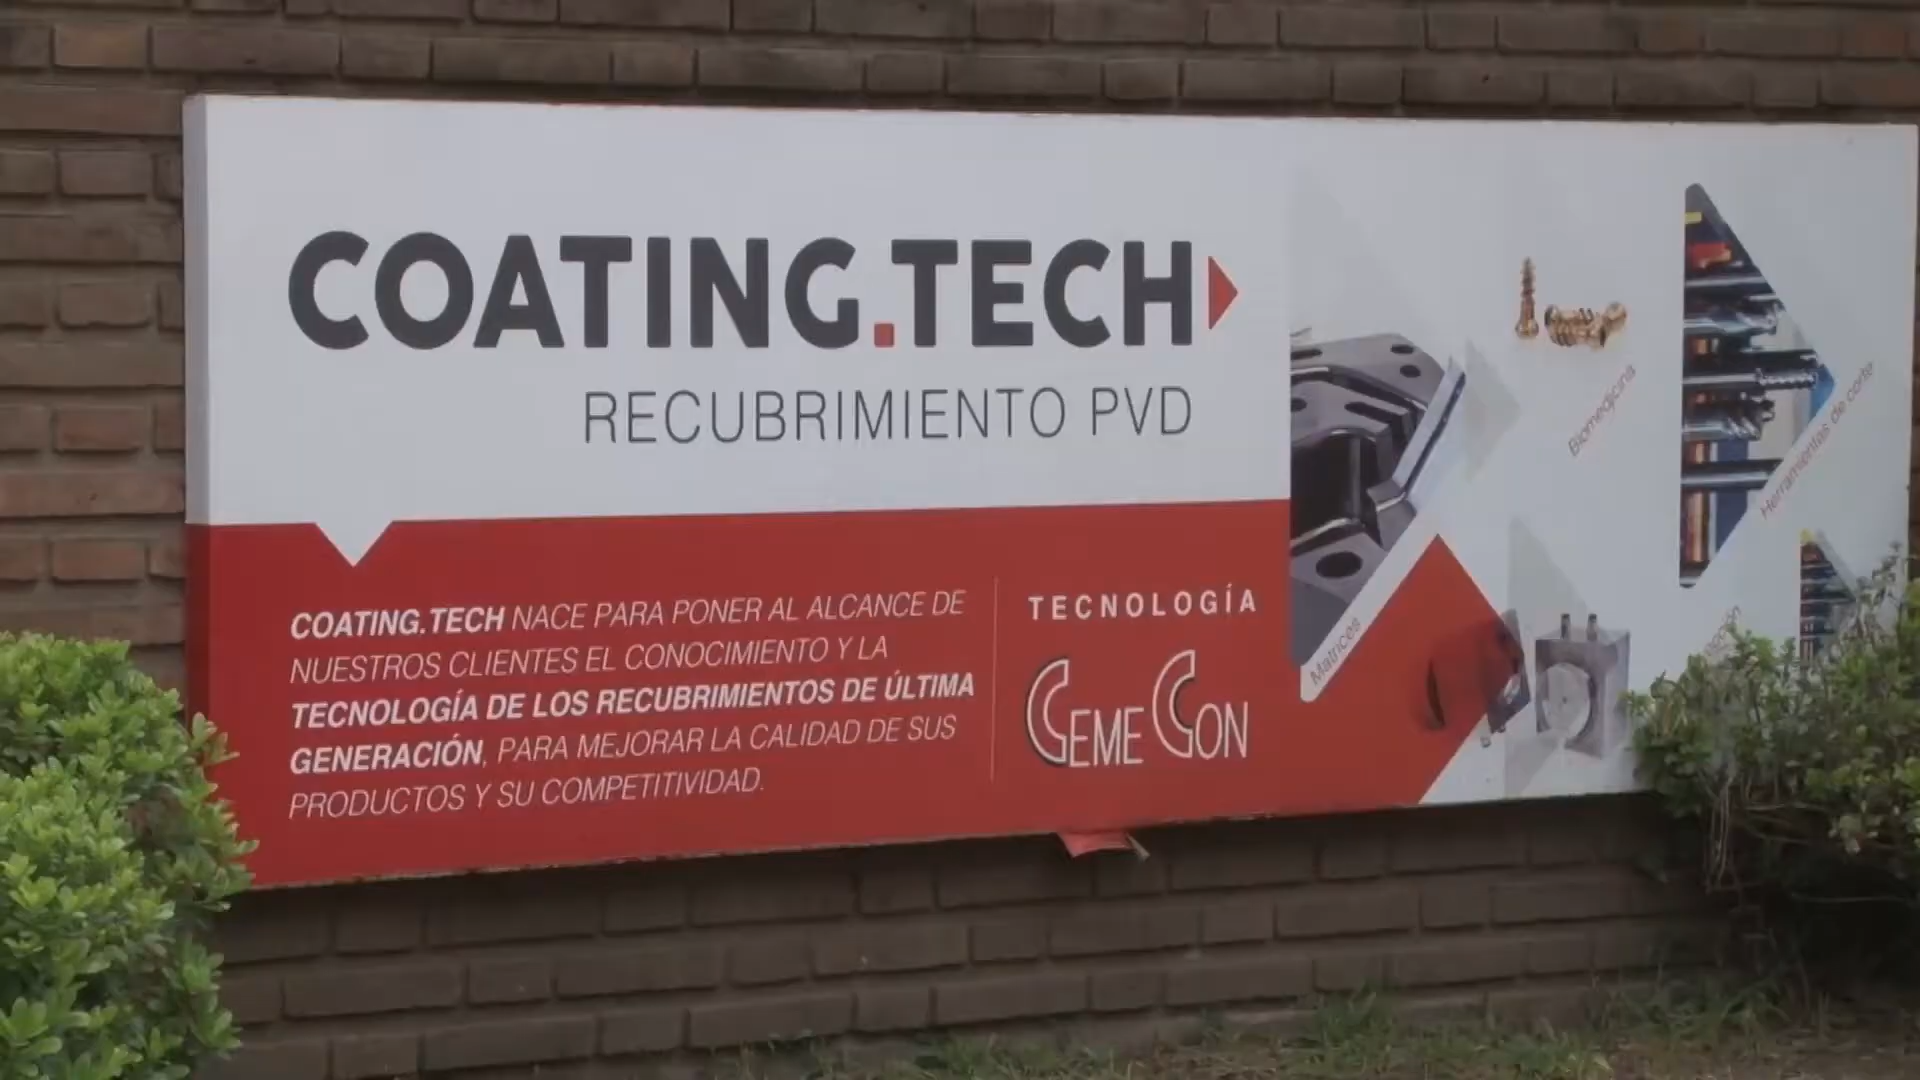 COATING.TECH
RECUBRIMIENTO PVD
COATING.TECH NACE PARA PONER AL ALCANCE DE
NUESTROS CLIENTES EL CONOCIMIENTO Y LA
TECNOLOGÍA DE LOS RECUBRIMIENTOS DE ÚLTIMA
GENERACIÓN, PARA MEJORAR LA CALIDAD DE SUS
PRODUCTOS Y SU COMPETITIVIDAD.
TECNOLOGÍA
CEMECON
Matrices
Biomedicina
Herramientas de corte